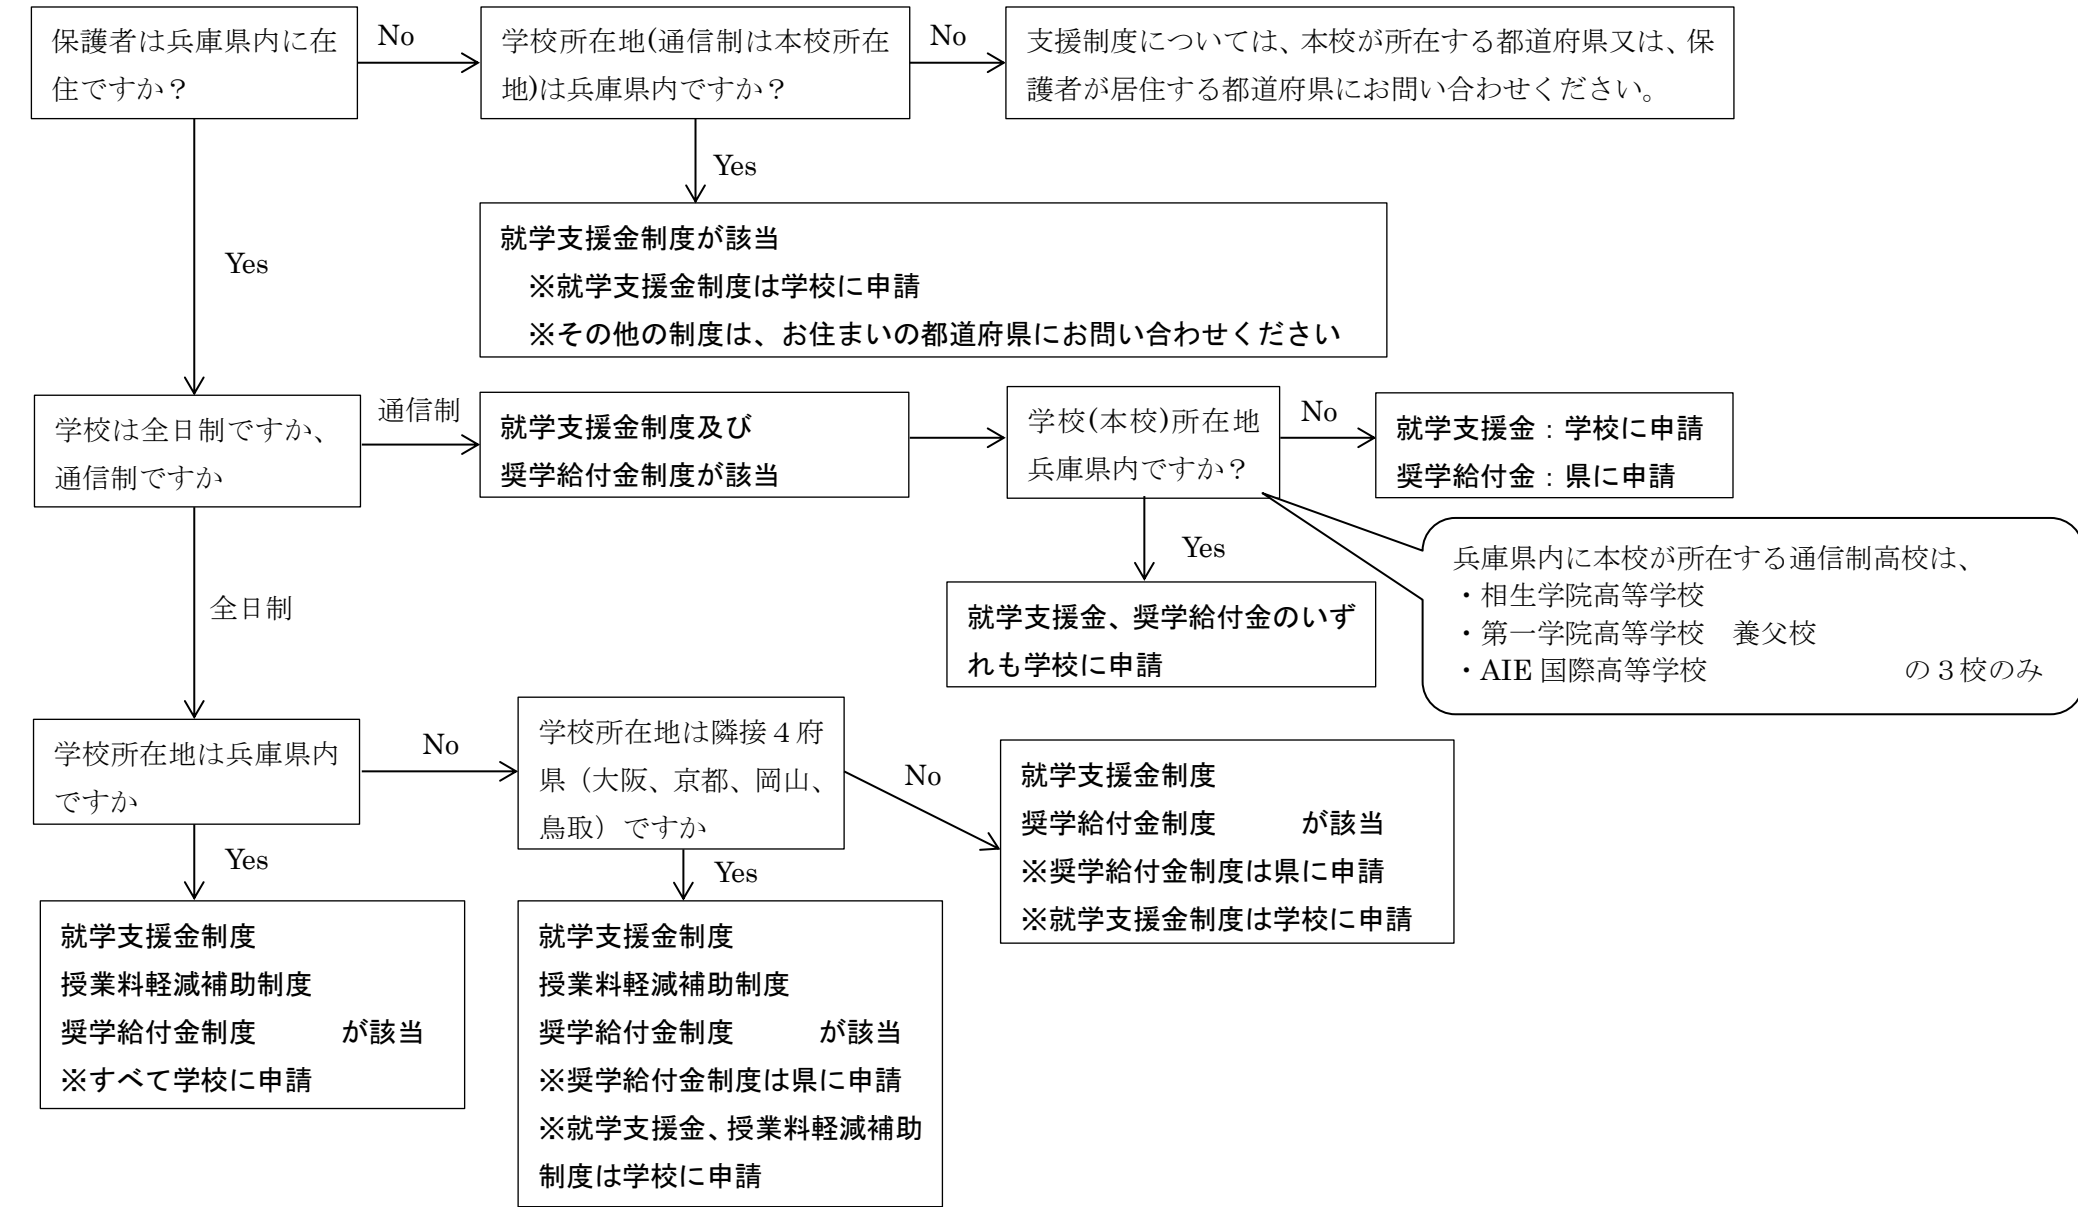 保護者は兵庫県内に在
住ですか？
No
学校所在地(通信制は本校所在
地)は兵庫県内ですか？
No
支援制度については、本校が所在する都道府県又は、保
護者が居住する都道府県にお問い合わせください。
Yes
就学支援金制度が該当
※就学支援金制度は学校に申請
※その他の制度は、お住まいの都道府県にお問い合わせください
Yes
学校は全日制ですか、
通信制ですか
通信制
就学支援金制度及び
奨学給付金制度が該当
学校(本校)所在地
兵庫県内ですか？
No
就学支援金：学校に申請
奨学給付金：県に申請
Yes
就学支援金、奨学給付金のいず
れも学校に申請
兵庫県内に本校が所在する通信制高校は、
・相生学院高等学校
・第一学院高等学校　養父校
・AIE 国際高等学校　　　　　　　の３校のみ
全日制
学校所在地は兵庫県内
ですか
No
学校所在地は隣接４府
県（大阪、京都、岡山、
鳥取）ですか
No
就学支援金制度
奨学給付金制度　　　が該当
※奨学給付金制度は県に申請
※就学支援金制度は学校に申請
Yes
就学支援金制度
授業料軽減補助制度
奨学給付金制度　　　が該当
※すべて学校に申請
Yes
就学支援金制度
授業料軽減補助制度
奨学給付金制度　　　が該当
※奨学給付金制度は県に申請
※就学支援金、授業料軽減補助
制度は学校に申請